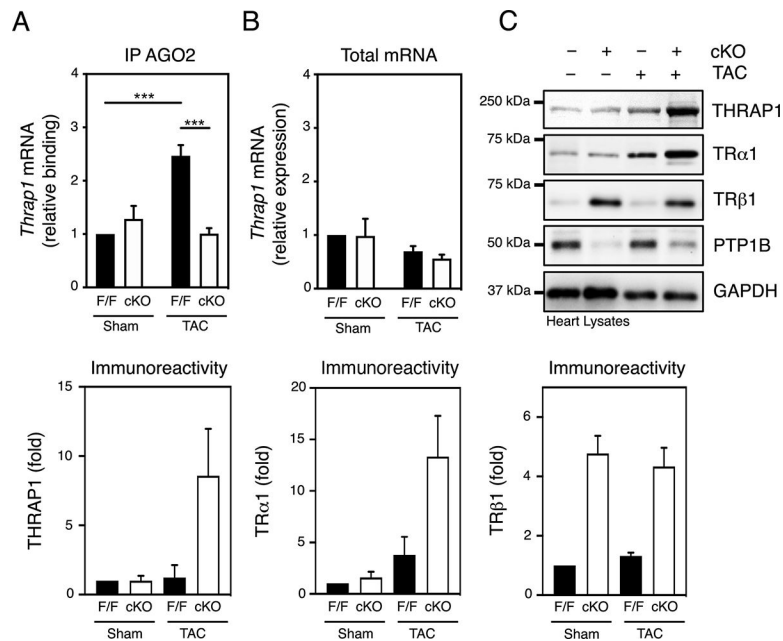 A
IP AGO2
Thrap1 mRNA
(relative binding)
4
3
2
1
0
***
***
F/F cKO F/F cKO
Sham TAC
B
Total mRNA
Thrap1 mRNA
(relative expression)
4
3
2
1
0
F/F cKO F/F cKO
Sham TAC
C
– + – + cKO
– – + + TAC
250 kDa THRAP1
75 kDa TRα1
75 kDa TRβ1
50 kDa PTP1B
37 kDa GAPDH
Heart Lysates
Immunoreactivity
THRAP1 (fold)
15
10
5
0
F/F cKO F/F cKO
Sham TAC
Immunoreactivity
TRα1 (fold)
20
15
10
5
0
F/F cKO F/F cKO
Sham TAC
Immunoreactivity
TRβ1 (fold)
6
4
2
0
F/F cKO F/F cKO
Sham TAC